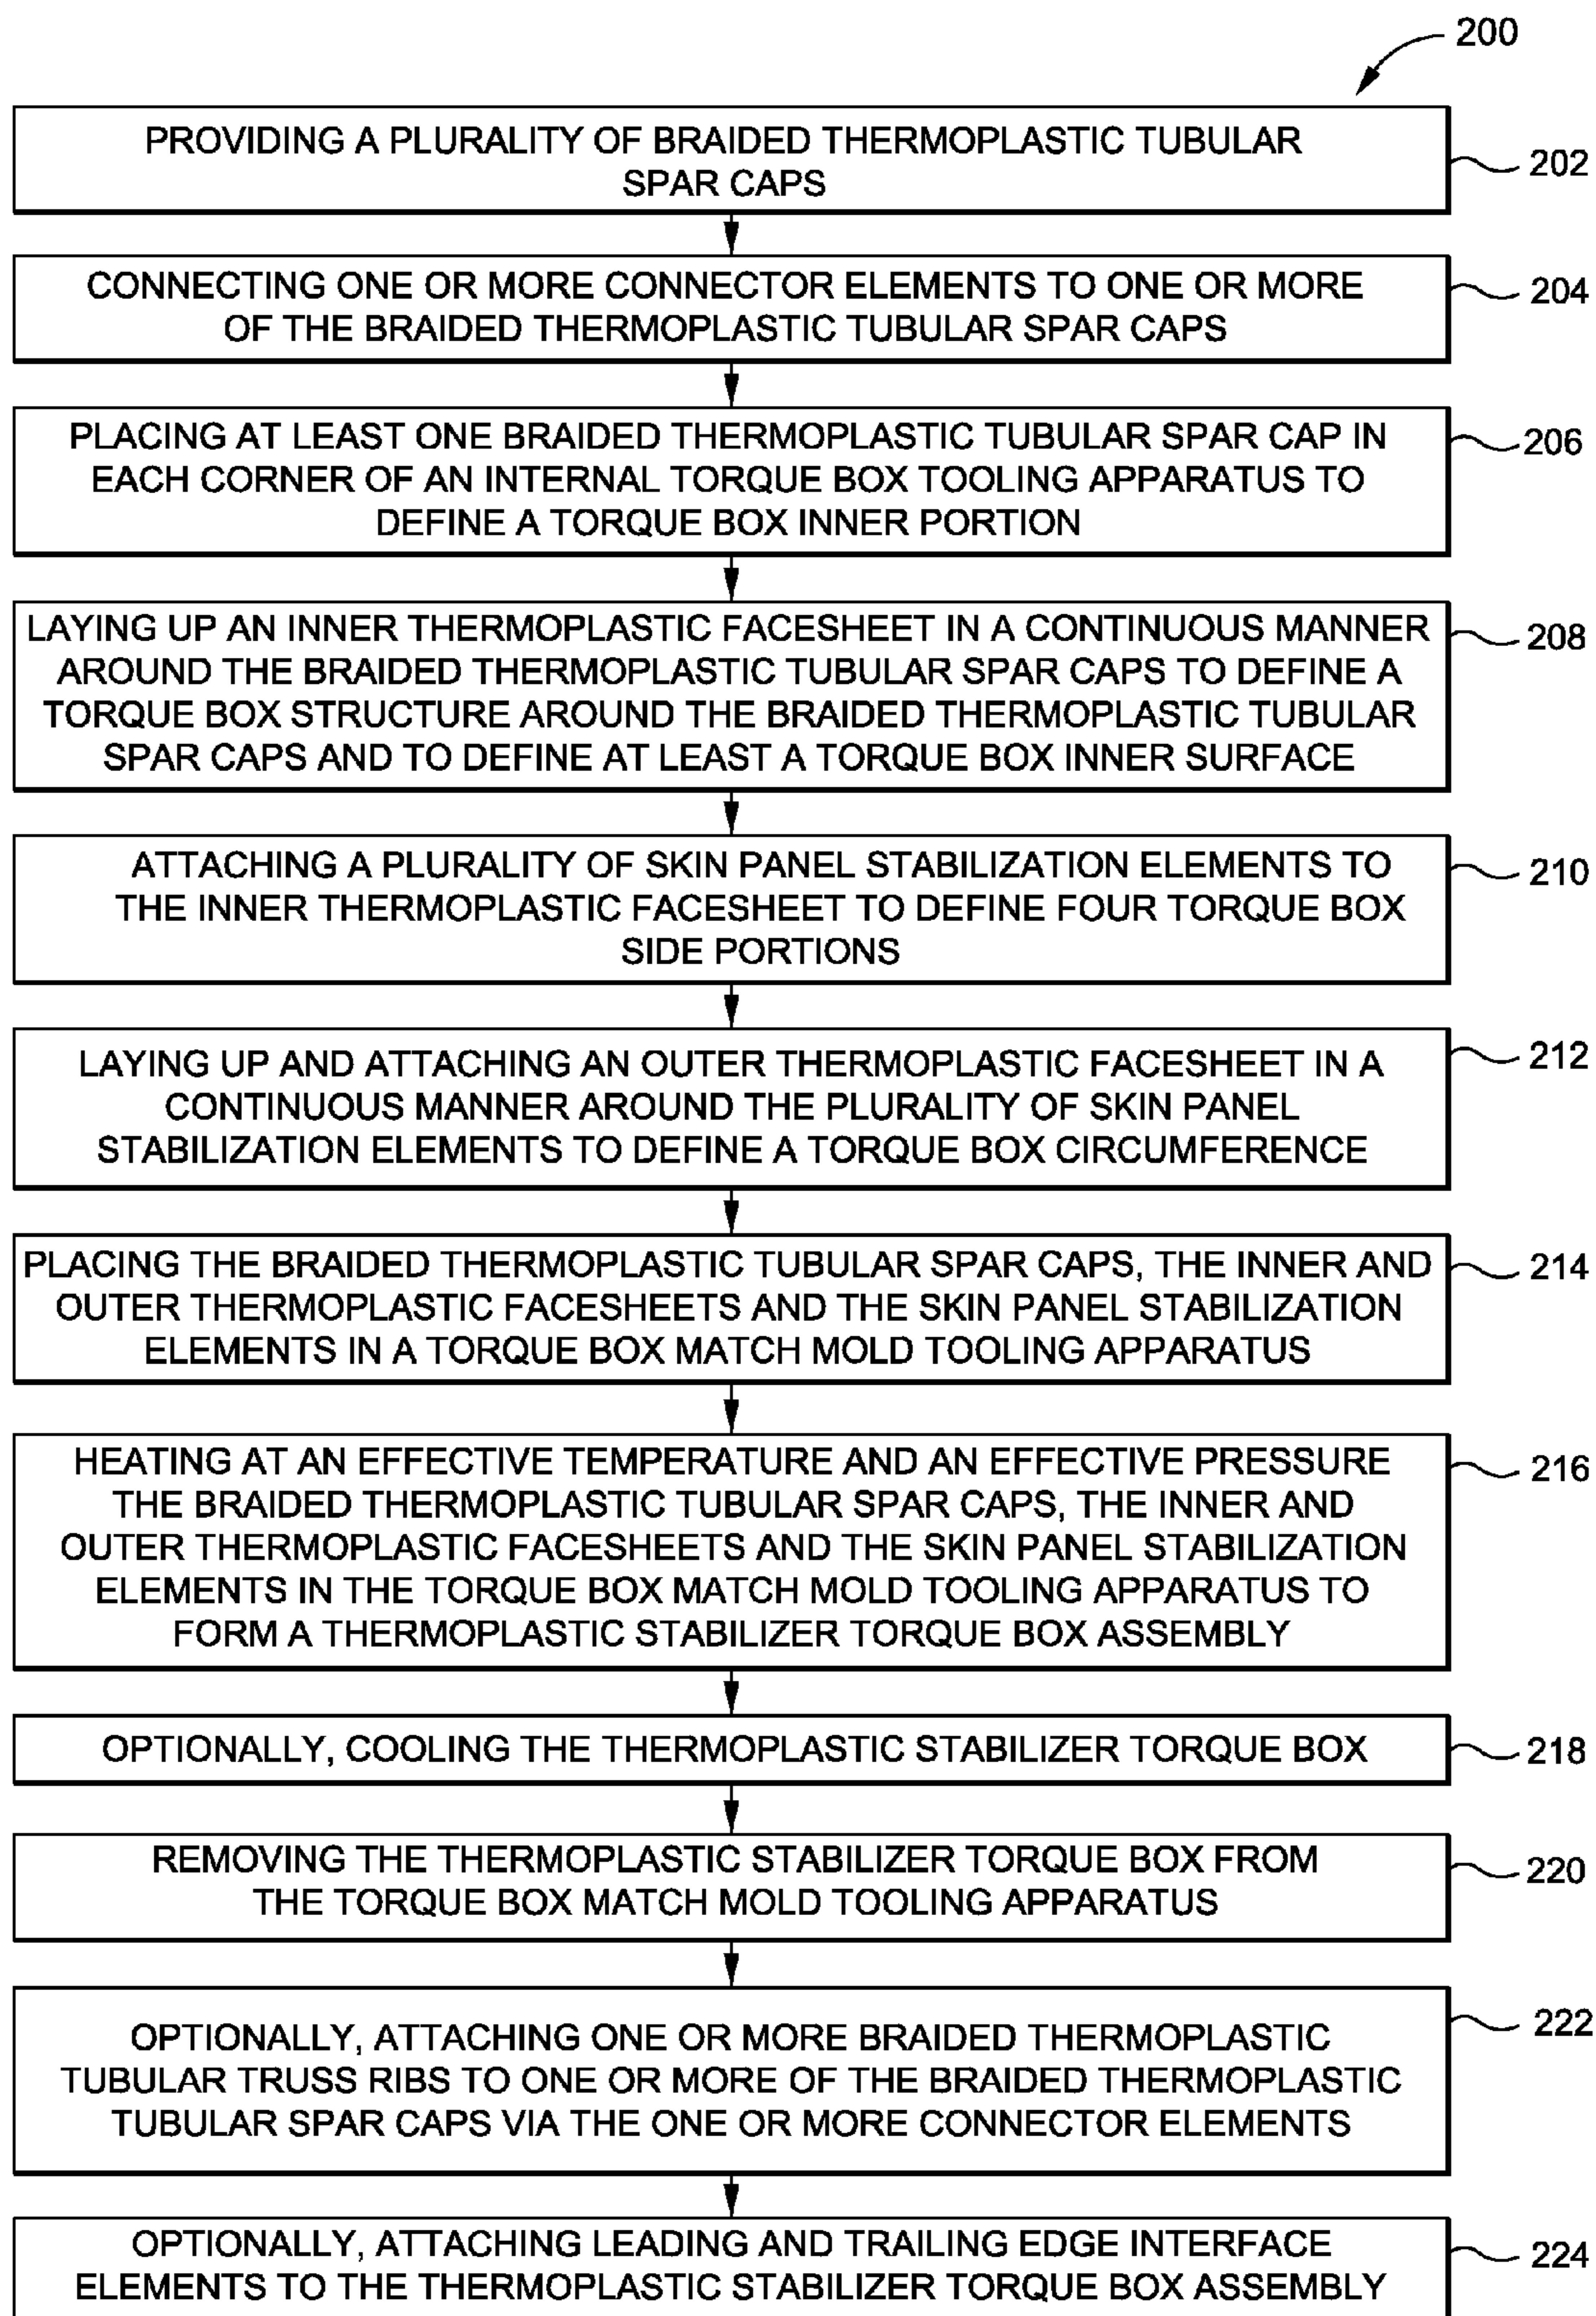 200
PROVIDING A PLURALITY OF BRAIDED THERMOPLASTIC TUBULAR
SPAR CAPS
202
CONNECTING ONE OR MORE CONNECTOR ELEMENTS TO ONE OR MORE
OF THE BRAIDED THERMOPLASTIC TUBULAR SPAR CAPS
204
PLACING AT LEAST ONE BRAIDED THERMOPLASTIC TUBULAR SPAR CAP IN
EACH CORNER OF AN INTERNAL TORQUE BOX TOOLING APPARATUS TO
DEFINE A TORQUE BOX INNER PORTION
206
LAYING UP AN INNER THERMOPLASTIC FACESHEET IN A CONTINUOUS MANNER
AROUND THE BRAIDED THERMOPLASTIC TUBULAR SPAR CAPS TO DEFINE A
TORQUE BOX STRUCTURE AROUND THE BRAIDED THERMOPLASTIC TUBULAR
SPAR CAPS AND TO DEFINE AT LEAST A TORQUE BOX INNER SURFACE
208
ATTACHING A PLURALITY OF SKIN PANEL STABILIZATION ELEMENTS TO
THE INNER THERMOPLASTIC FACESHEET TO DEFINE FOUR TORQUE BOX
SIDE PORTIONS
210
LAYING UP AND ATTACHING AN OUTER THERMOPLASTIC FACESHEET IN A
CONTINUOUS MANNER AROUND THE PLURALITY OF SKIN PANEL
STABILIZATION ELEMENTS TO DEFINE A TORQUE BOX CIRCUMFERENCE
212
PLACING THE BRAIDED THERMOPLASTIC TUBULAR SPAR CAPS, THE INNER AND
OUTER THERMOPLASTIC FACESHEETS AND THE SKIN PANEL STABILIZATION
ELEMENTS IN A TORQUE BOX MATCH MOLD TOOLING APPARATUS
214
HEATING AT AN EFFECTIVE TEMPERATURE AND AN EFFECTIVE PRESSURE
THE BRAIDED THERMOPLASTIC TUBULAR SPAR CAPS, THE INNER AND
OUTER THERMOPLASTIC FACESHEETS AND THE SKIN PANEL STABILIZATION
ELEMENTS IN THE TORQUE BOX MATCH MOLD TOOLING APPARATUS TO
FORM A THERMOPLASTIC STABILIZER TORQUE BOX ASSEMBLY
216
OPTIONALLY, COOLING THE THERMOPLASTIC STABILIZER TORQUE BOX
218
REMOVING THE THERMOPLASTIC STABILIZER TORQUE BOX FROM
THE TORQUE BOX MATCH MOLD TOOLING APPARATUS
220
OPTIONALLY, ATTACHING ONE OR MORE BRAIDED THERMOPLASTIC
TUBULAR TRUSS RIBS TO ONE OR MORE OF THE BRAIDED THERMOPLASTIC
TUBULAR SPAR CAPS VIA THE ONE OR MORE CONNECTOR ELEMENTS
222
OPTIONALLY, ATTACHING LEADING AND TRAILING EDGE INTERFACE
ELEMENTS TO THE THERMOPLASTIC STABILIZER TORQUE BOX ASSEMBLY
224